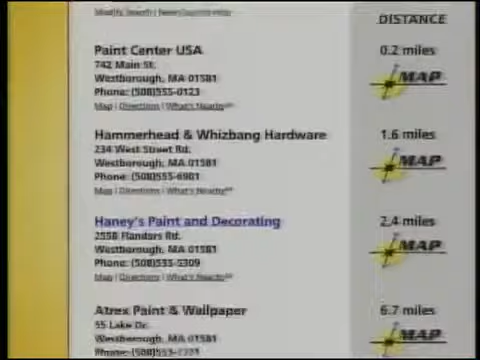 DISTANCE
Paint Center USA
0.2 miles
742 Main St.
Westborough, MA 01581
MAP
Phone: (508)555-0123
Map | Directions | What's Nearby
Hammerhead & Whizbang Hardware
1.6 miles
234 West Street Rd.
Westborough, MA 01581
MAP
Phone: (508)555-6901
Map | Directions | What's Nearby
Haney's Paint and Decorating
2.4 miles
255B Flanders Rd.
Westborough, MA 01581
MAP
Phone: (508)555-5309
Map | Directions | What's Nearby
Atrex Paint & Wallpaper
6.7 miles
55 Lake Dr.
Westborough, MA 01581
MAP